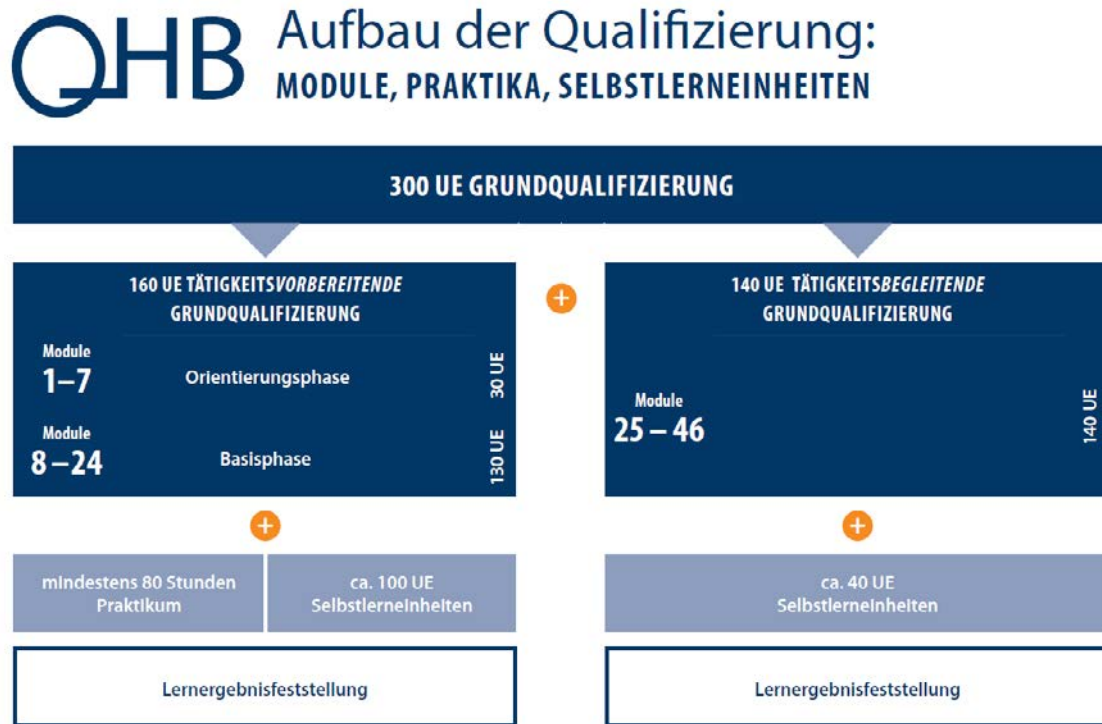 QHB
Aufbau der Qualifizierung:
MODULE, PRAKTIKA, SELBSTLERNEINHEITEN
300 UE GRUNDQUALIFIZIERUNG
160 UE TÄTIGKEITSVORBEREITENDE
GRUNDQUALIFIZIERUNG
Module
1–7
Orientierungsphase
30 UE
Module
8–24
Basisphase
130 UE
+
140 UE TÄTIGKEITSBEGLEITENDE
GRUNDQUALIFIZIERUNG
Module
25 – 46
140 UE
+
mindestens 80 Stunden
Praktikum
ca. 100 UE
Selbstlerneinheiten
+
ca. 40 UE
Selbstlerneinheiten
Lernergebnisfeststellung
Lernergebnisfeststellung